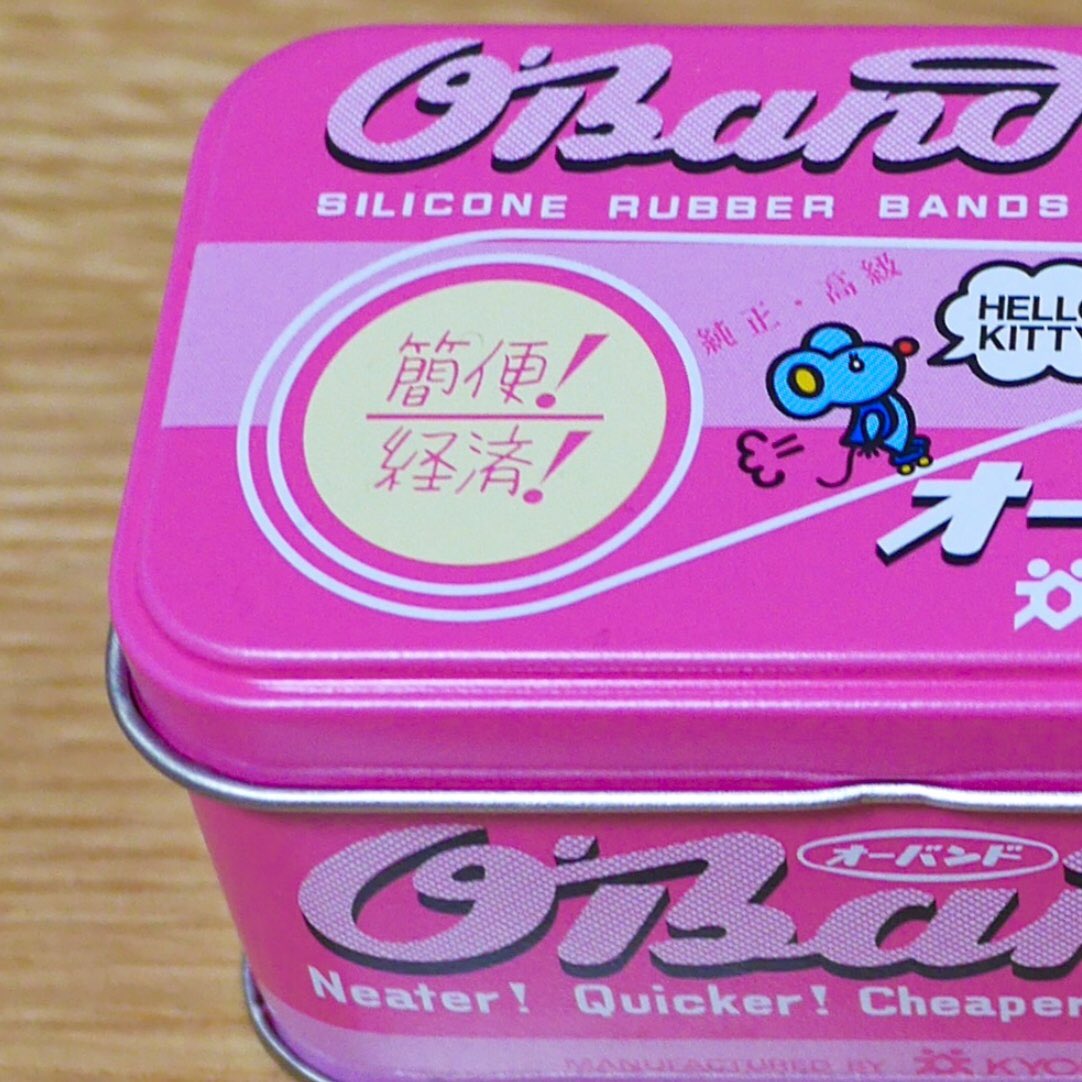 O'Band
SILICONE RUBBER BANDS
純正・高級
HELLO
KITTY
簡便!
経済!
オー
オーバンド
O'Ban
Neater! Quicker! Cheaper
MANUFACTURED BY KYO